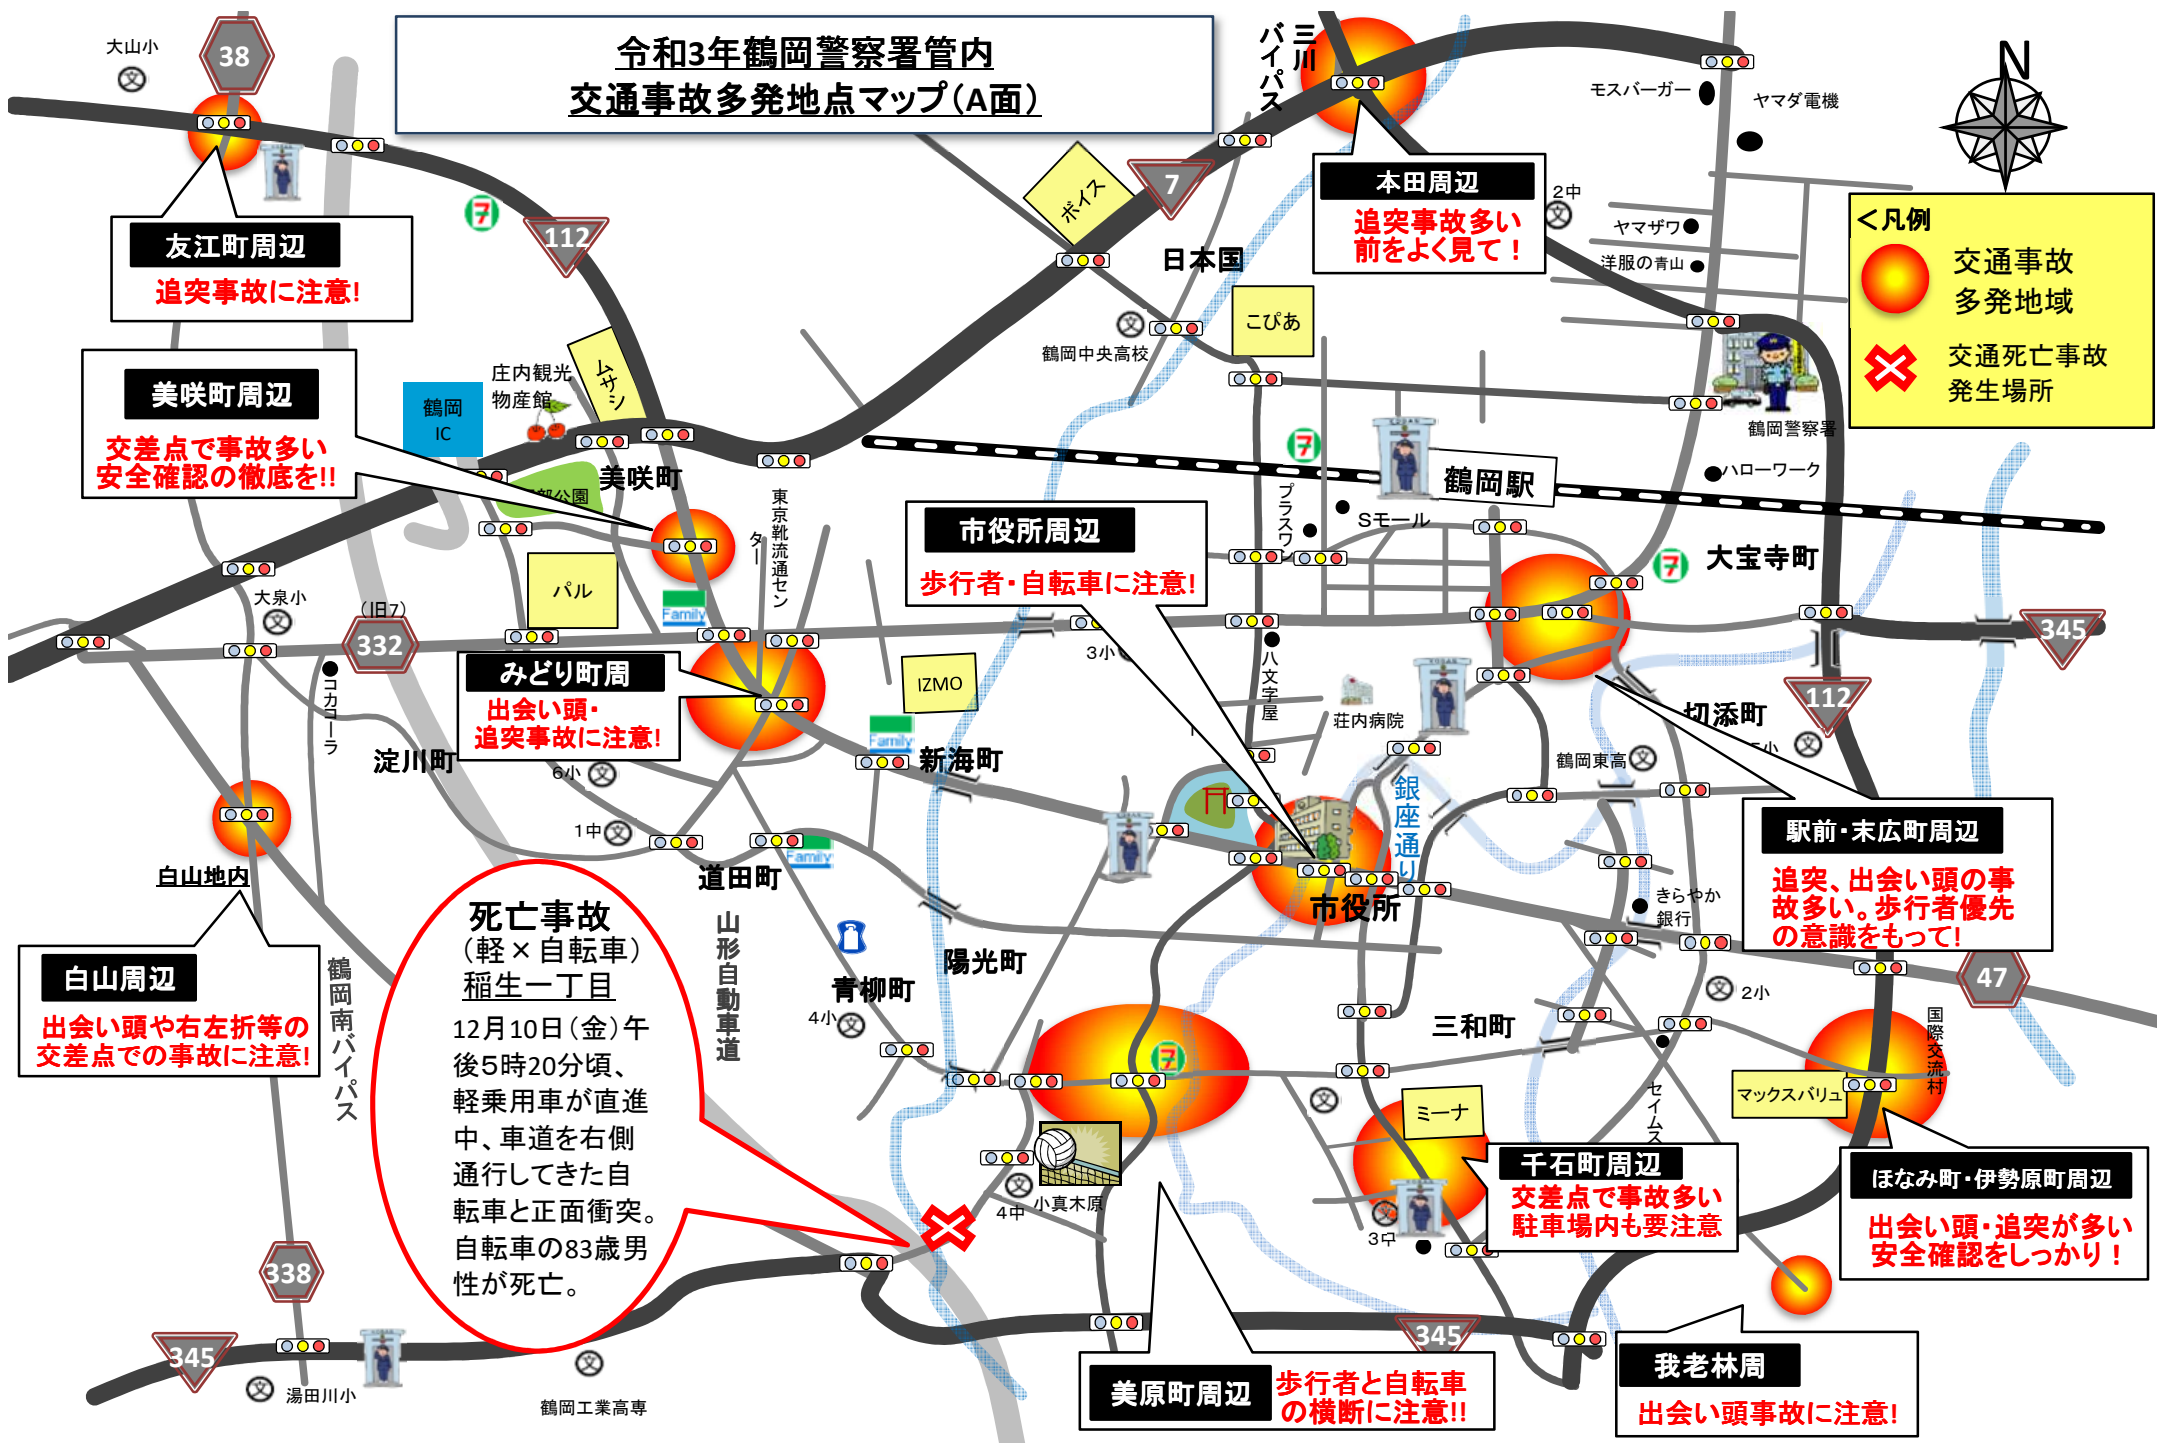 令和3年鶴岡警察署管内
交通事故多発地点マップ(A面)
大山小
38
三川
バイパス
モスバーガー
ヤマダ電機
N
本田周辺
追突事故多い
前をよく見て!
2中
ヤマザワ
洋服の青山
<凡例
交通事故
多発地域
交通死亡事故
発生場所
友江町周辺
追突事故に注意!
112
ボイス
7
日本国
こぴあ
鶴岡中央高校
鶴岡警察署
美咲町周辺
交差点で事故多い
安全確認の徹底を!!
鶴岡
IC
庄内観光
物産館
ムサシ
美咲町
部公園
東京靴流通セン
ター
鶴岡駅
ハローワーク
プラスワン
Sモール
市役所周辺
歩行者・自転車に注意!
大宝寺町
大泉小
(旧7)
332
パル
Family
345
3小
コカコーラ
みどり町周
出会い頭・
追突事故に注意!
IZMO
八文字屋
荘内病院
112
切添町
淀川町
6小
Family
新海町
鶴岡東高
小
銀座通り
1中
道田町
Family
市役所
きらやか
銀行
駅前・末広町周辺
追突、出会い頭の事
故多い。歩行者優先
の意識をもって!
白山地内
白山周辺
出会い頭や右左折等の
交差点での事故に注意!
鶴岡南バイパス
死亡事故
(軽×自転車)
稲生一丁目
12月10日(金)午
後5時20分頃、
軽乗用車が直進
中、車道を右側
通行してきた自
転車と正面衝突。
自転車の83歳男
性が死亡。
山形自動車道
青柳町
陽光町
4小
三和町
2小
47
国際交流村
マックスバリュ
セイムス
ミーナ
千石町周辺
交差点で事故多い
駐車場内も要注意
ほなみ町・伊勢原町周辺
出会い頭・追突が多い
安全確認をしっかり!
4中
小真木原
3中
338
345
湯田川小
鶴岡工業高専
345
美原町周辺
歩行者と自転車
の横断に注意!!
我老林周
出会い頭事故に注意!